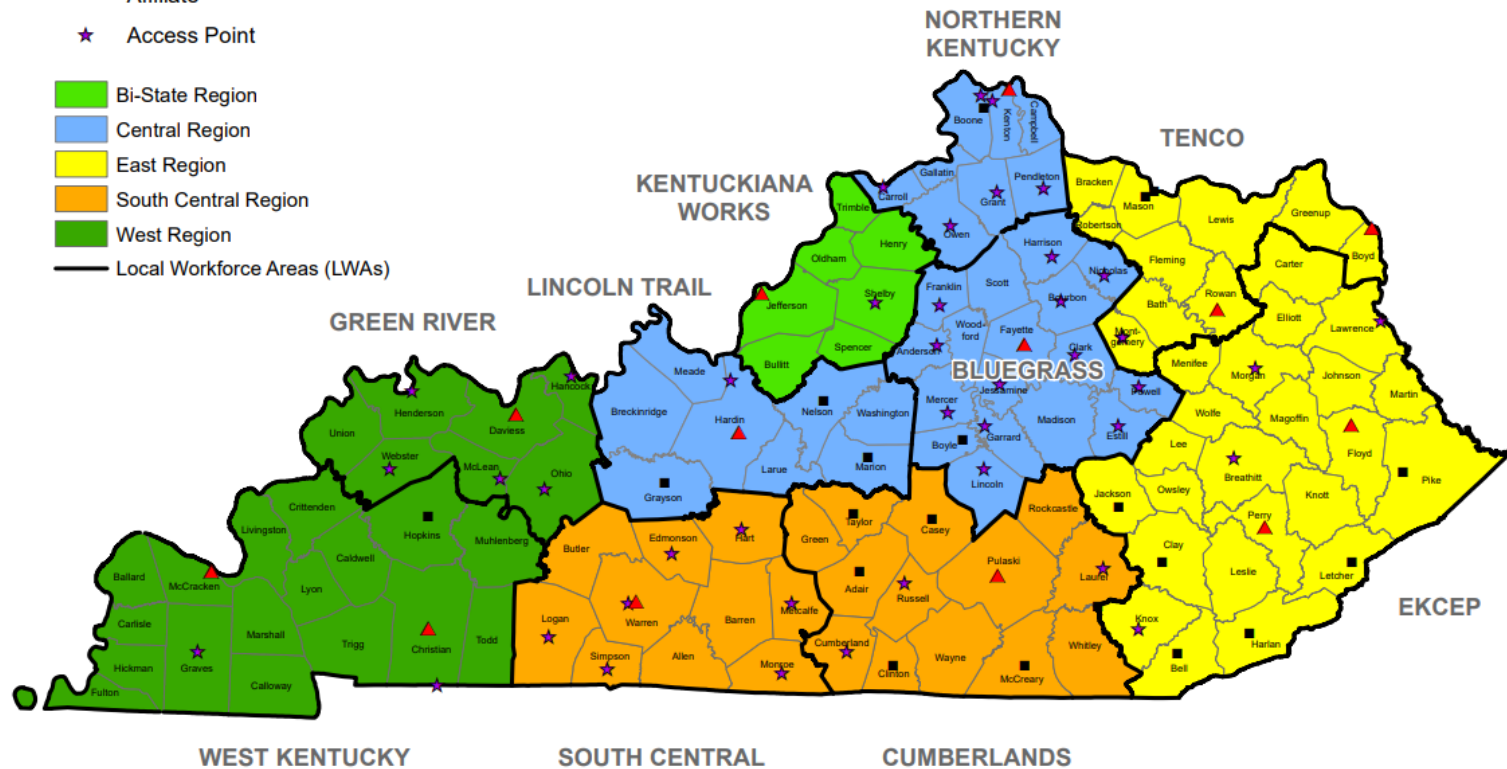 Affiliate
Access Point
Bi-State Region
Central Region
East Region
South Central Region
West Region
Local Workforce Areas (LWAs)
NORTHERN
KENTUCKY
TENCO
KENTUCKIANA
WORKS
LINCOLN TRAIL
GREEN RIVER
BLUEGRASS
EKCEP
WEST KENTUCKY
SOUTH CENTRAL
CUMBERLANDS
Boone
Kenton
Campbell
Gallatin
Carroll
Grant
Pendleton
Owen
Bracken
Mason
Robertson
Lewis
Greenup
Fleming
Boyd
Carter
Rowan
Bath
Mont-
gomery
Elliott
Lawrence
Menifee
Morgan
Johnson
Martin
Wolfe
Magoffin
Floyd
Lee
Breathitt
Pike
Owsley
Knott
Jackson
Perry
Clay
Leslie
Letcher
Knox
Harlan
Bell
Trimble
Henry
Oldham
Shelby
Jefferson
Spencer
Bullitt
Harrison
Nicholas
Scott
Franklin
Bourbon
Wood-
ford
Fayette
Anderson
Clark
Jessamine
Powell
Mercer
Madison
Estill
Garrard
Boyle
Lincoln
Meade
Breckinridge
Hardin
Nelson
Washington
Larue
Marion
Grayson
Hancock
Henderson
Daviess
Union
Webster
McLean
Ohio
Crittenden
Livingston
Hopkins
Muhlenberg
Caldwell
Lyon
Ballard
McCracken
Carlisle
Marshall
Trigg
Christian
Todd
Hickman
Graves
Calloway
Fulton
Butler
Edmonson
Hart
Logan
Warren
Barren
Metcalfe
Simpson
Allen
Monroe
Green
Taylor
Casey
Rockcastle
Adair
Russell
Pulaski
Laurel
Cumberland
Clinton
Wayne
McCreary
Whitley